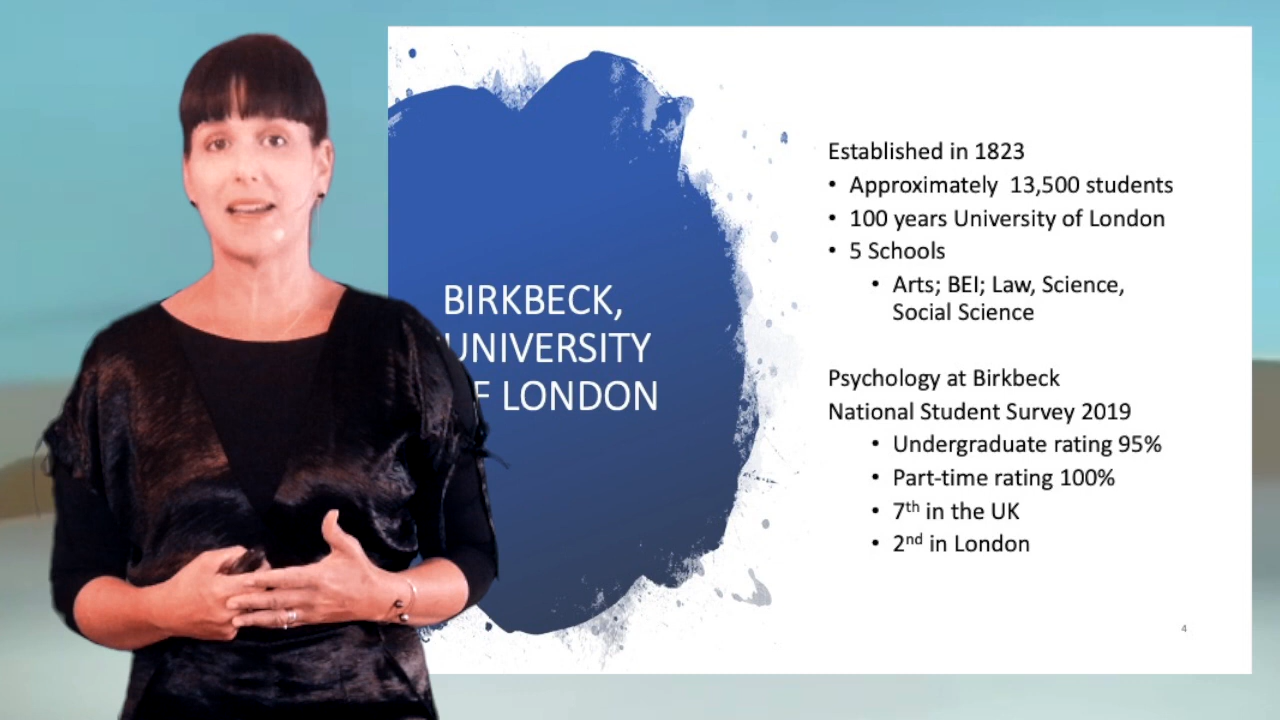 BIRKBECK,
UNIVERSITY
F LONDON
Established in 1823
• Approximately 13,500 students
• 100 years University of London
• 5 Schools
• Arts; BEI; Law, Science,
Social Science
Psychology at Birkbeck
National Student Survey 2019
• Undergraduate rating 95%
• Part-time rating 100%
• 7th in the UK
• 2nd in London
4